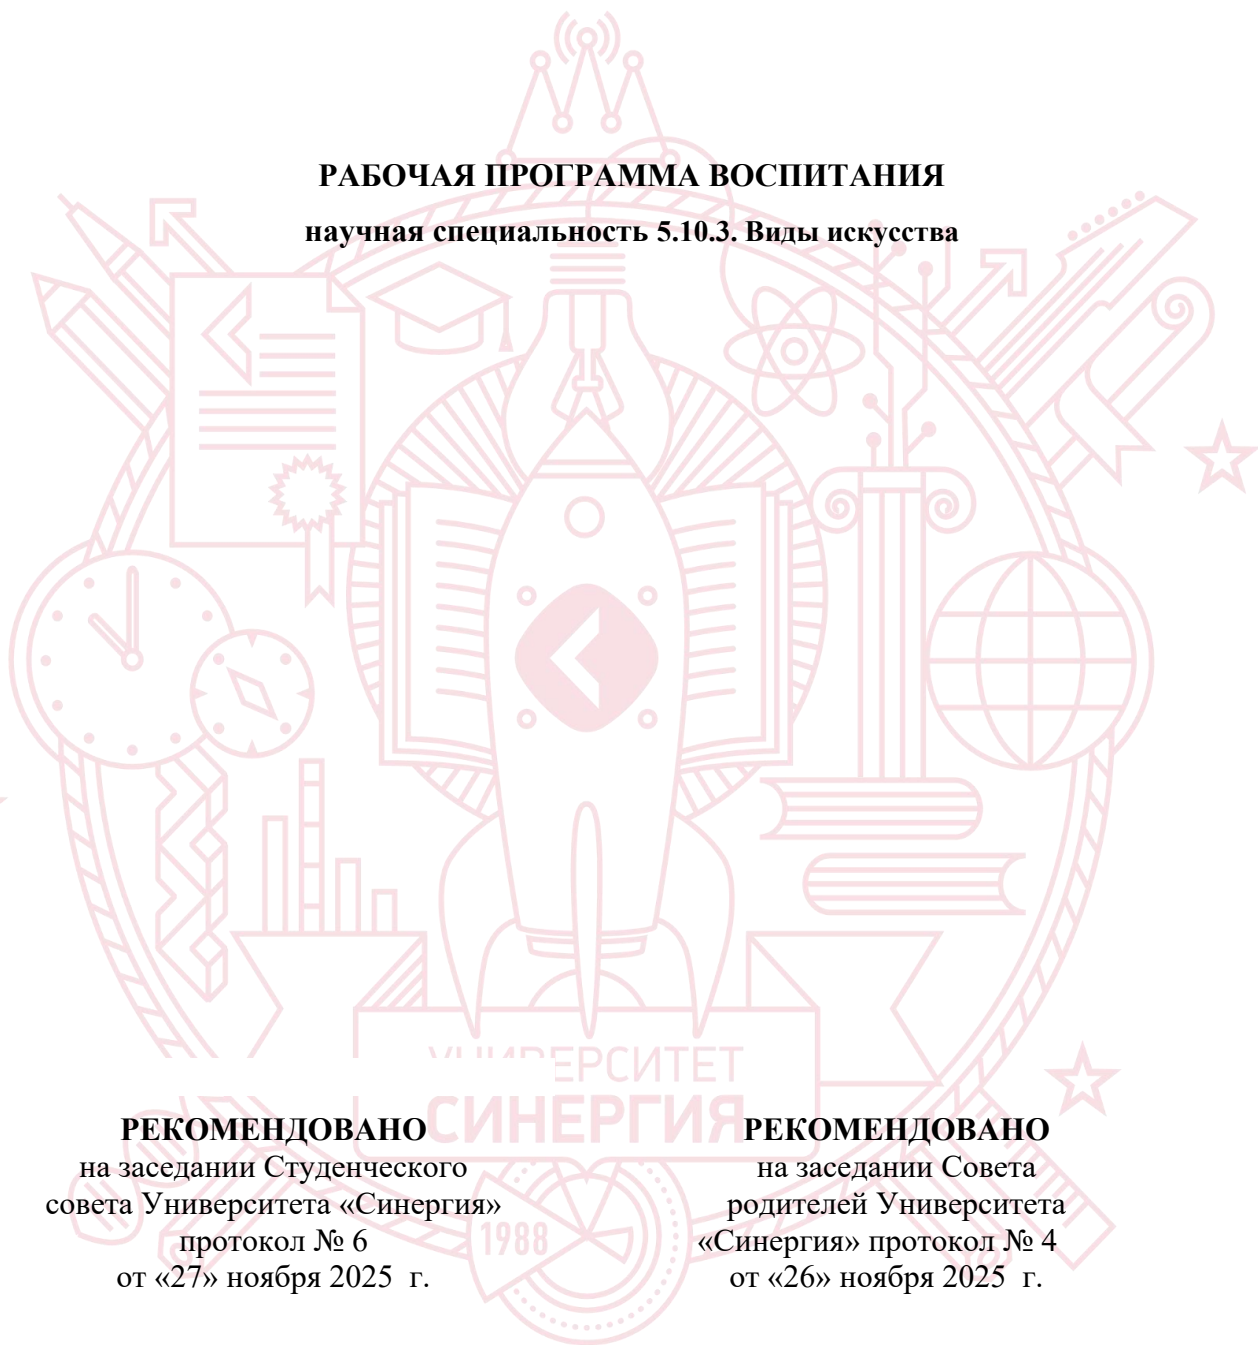 РАБОЧАЯ ПРОГРАММА ВОСПИТАНИЯ
научная специальность 5.10.3. Виды искусства
УНИВЕРСИТЕТ
СИНЕРГИЯ
РЕКОМЕНДОВАНО
на заседании Студенческого
совета Университета «Синергия»
протокол № 6
от «27» ноября 2025 г.
РЕКОМЕНДОВАНО
на заседании Совета
родителей Университета
«Синергия» протокол № 4
от «26» ноября 2025 г.
1988